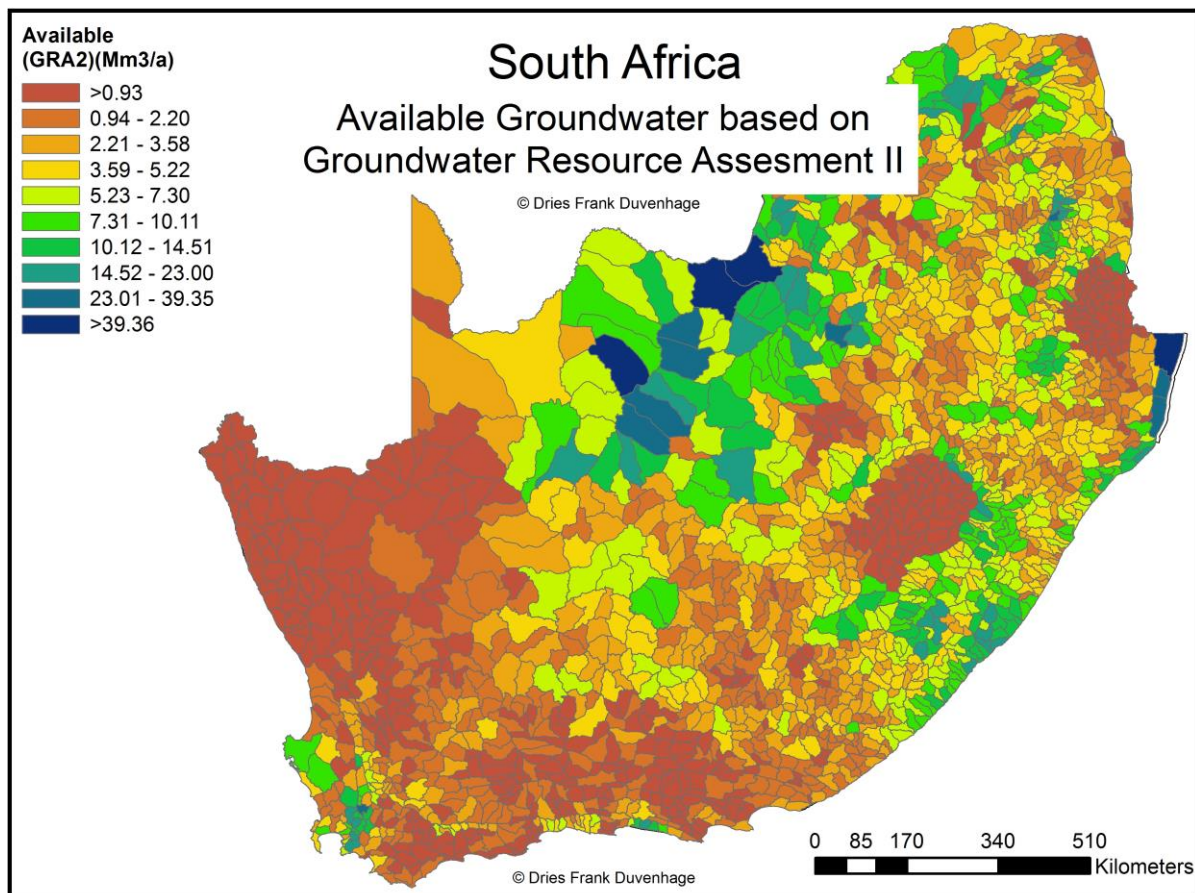 Available
(GRA2)(Mm3/a)
>0.93
0.94 - 2.20
2.21 - 3.58
3.59 - 5.22
5.23 - 7.30
7.31 - 10.11
10.12 - 14.51
14.52 - 23.00
23.01 - 39.35
>39.36
South Africa
Available Groundwater based on
Groundwater Resource Assesment II
© Dries Frank Duvenhage
0 85 170 340 510
Kilometers
© Dries Frank Duvenhage